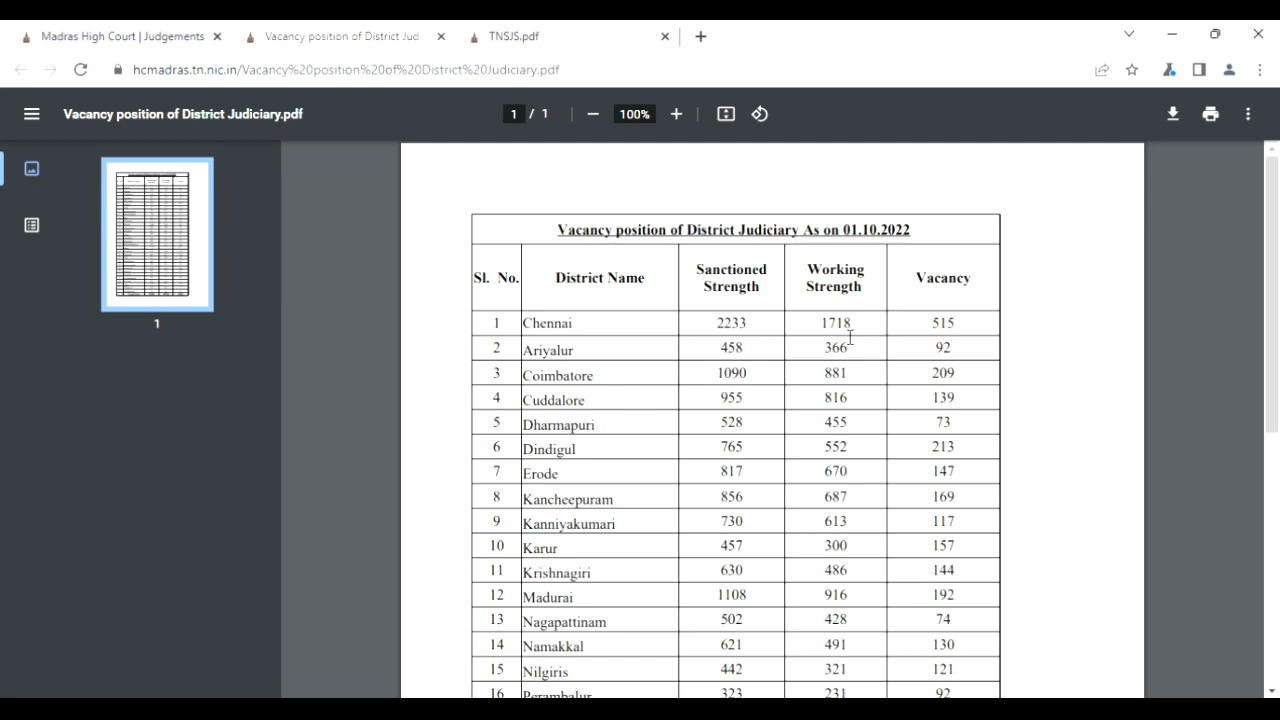 Madras High Court | Judgements
Vacancy position of District Jud
TNSJS.pdf
hcmadras.tn.nic.in/Vacancy%20position%20of%20District%20Judiciary.pdf
Vacancy position of District Judiciary.pdf
1 / 1
100%
1
Vacancy position of District Judiciary As on 01.10.2022
Sl. No. District Name Sanctioned Strength Working Strength Vacancy
1 Chennai 2233 1718 515
2 Ariyalur 458 366 92
3 Coimbatore 1090 881 209
4 Cuddalore 955 816 139
5 Dharmapuri 528 455 73
6 Dindigul 765 552 213
7 Erode 817 670 147
8 Kancheepuram 856 687 169
9 Kanniyakumari 730 613 117
10 Karur 457 300 157
11 Krishnagiri 630 486 144
12 Madurai 1108 916 192
13 Nagapattinam 502 428 74
14 Namakkal 621 491 130
15 Nilgiris 442 321 121
16 Perambalur 323 231 92